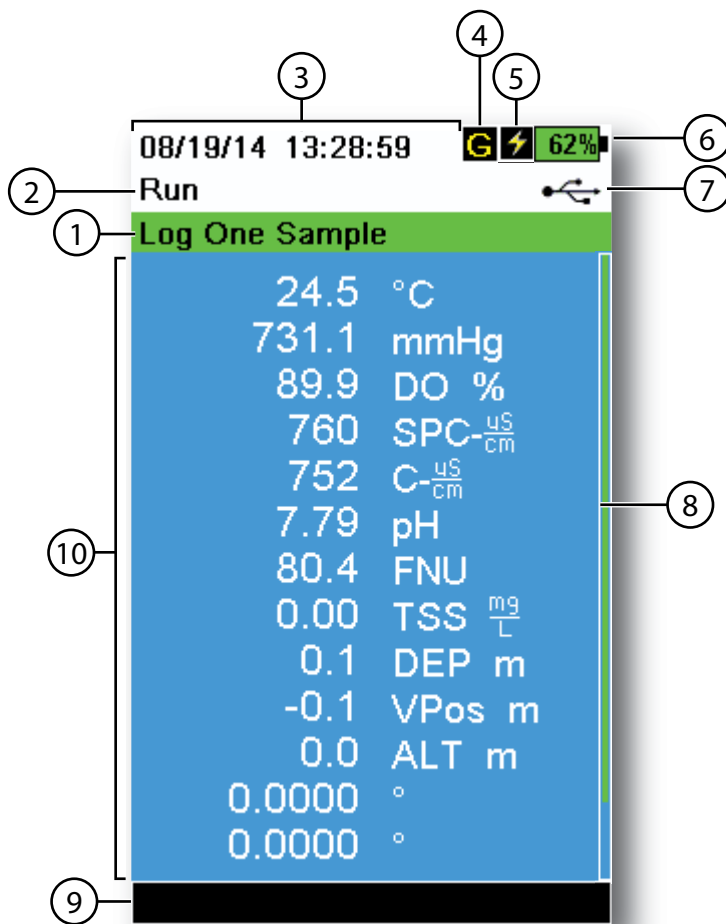 4
5
3
08/19/14 13:28:59 G 62% 6
2 Run 7
1 Log One Sample
24.5 °C
731.1 mmHg
89.9 DO %
760 SPC-uS/cm
752 C-uS/cm
8
7.79 pH
10
80.4 FNU
0.00 TSS mg/L
0.1 DEP m
-0.1 VPos m
0.0 ALT m
0.0000 °
0.0000 °
9